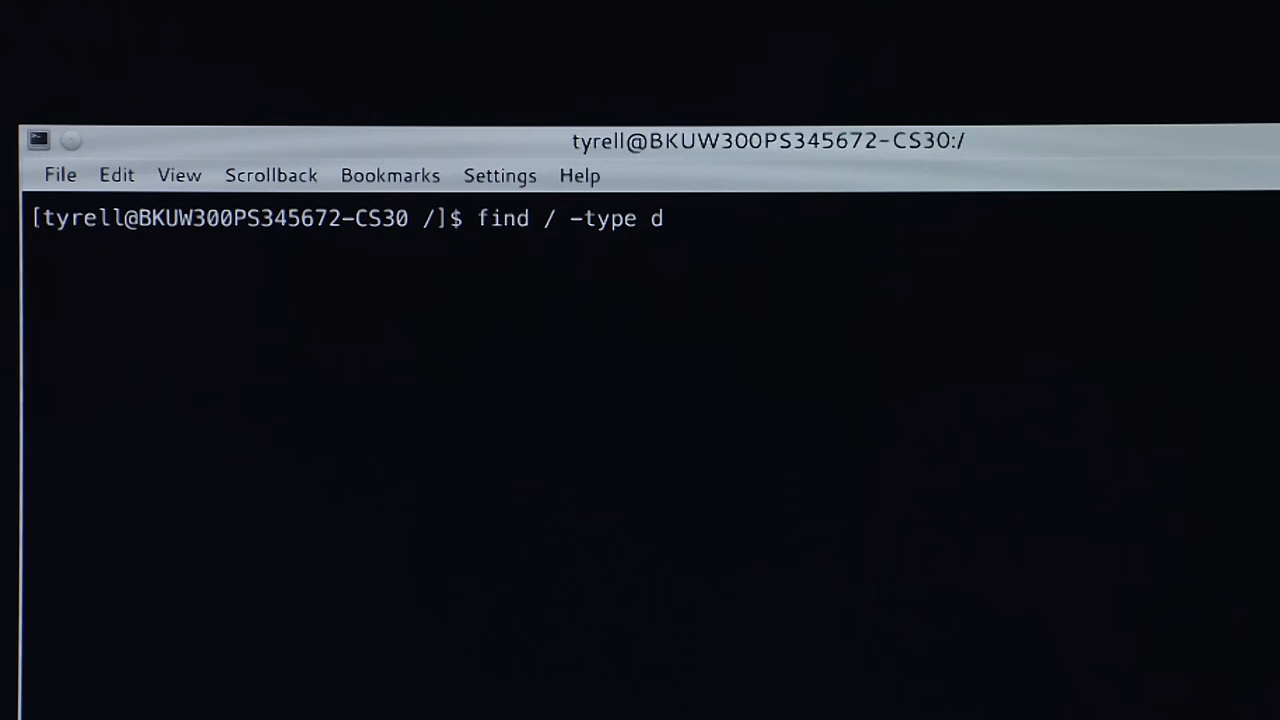 tyrell@BKUW300PS345672-CS30:/
File Edit View Scrollback Bookmarks Settings Help
[tyrell@BKUW300PS345672-CS30 /]$ find / -type d